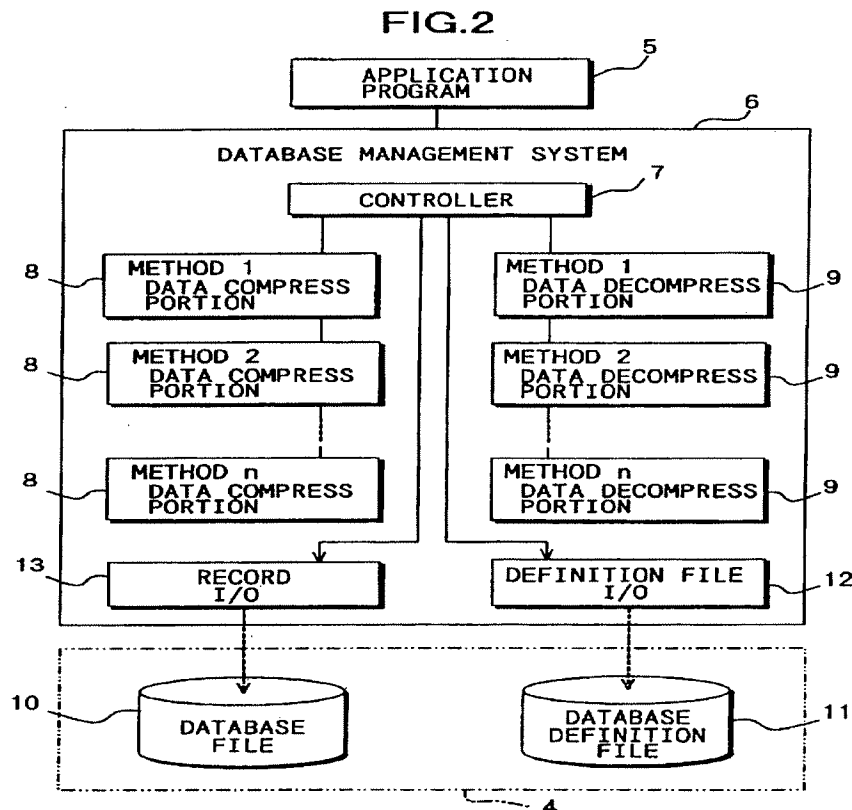 FIG.2
5
APPLICATION
PROGRAM
6
DATABASE MANAGEMENT SYSTEM
7
CONTROLLER
8
METHOD 1
DATA COMPRESS
PORTION
METHOD 1
DATA DECOMPRESS
PORTION
9
8
METHOD 2
DATA COMPRESS
PORTION
METHOD 2
DATA DECOMPRESS
PORTION
9
8
METHOD n
DATA COMPRESS
PORTION
METHOD n
DATA DECOMPRESS
PORTION
9
13
RECORD
I/O
DEFINITION FILE
I/O
12
10
DATABASE
FILE
DATABASE
DEFINITION
FILE
11
4